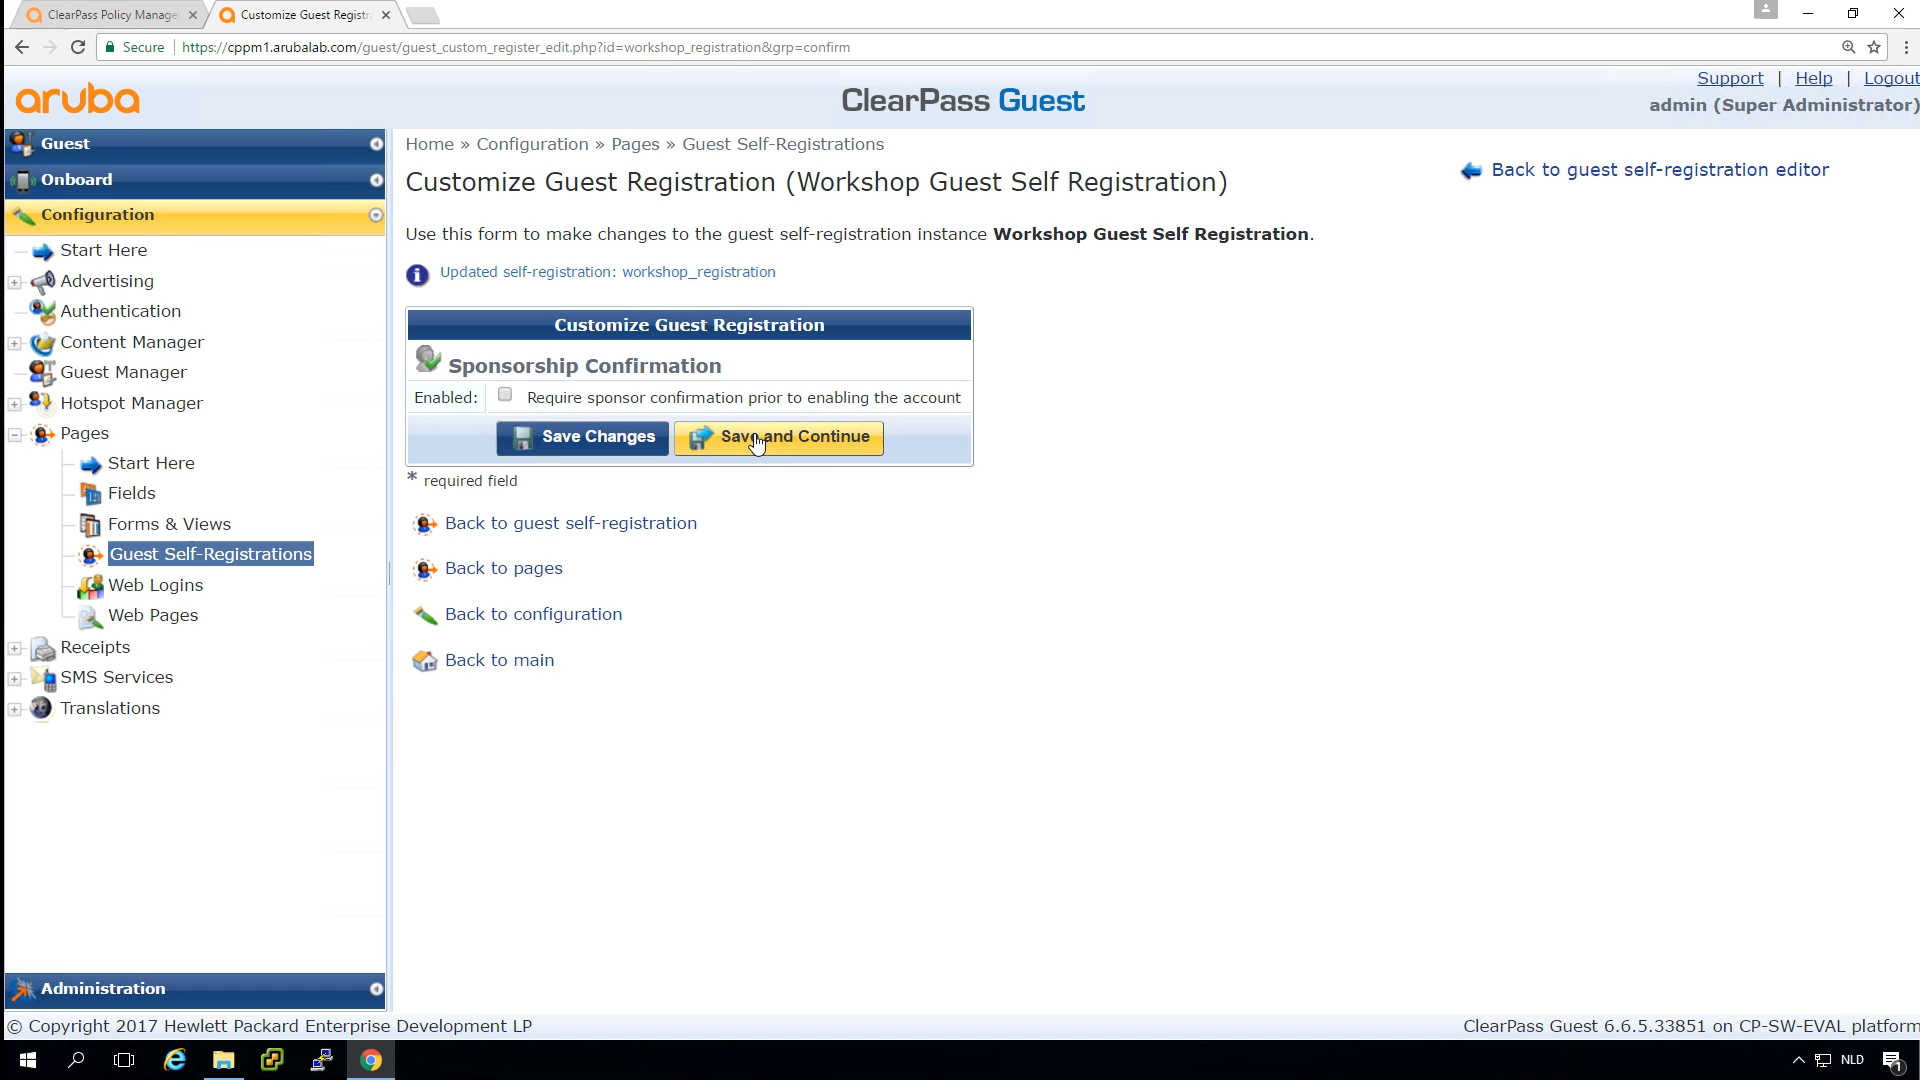 ClearPass Policy Manage
Customize Guest Registra
Secure
https://cppm1.arubalab.com/guest/guest_custom_register_edit.php?id=workshop_registration&grp=confirm
aruba
ClearPass Guest
Support | Help | Logout
admin (Super Administrator)
Guest
Onboard
Configuration
Start Here
Advertising
Authentication
Content Manager
Guest Manager
Hotspot Manager
Pages
Start Here
Fields
Forms & Views
Guest Self-Registrations
Web Logins
Web Pages
Receipts
SMS Services
Translations
Administration
Home » Configuration » Pages » Guest Self-Registrations
Customize Guest Registration (Workshop Guest Self Registration)
Back to guest self-registration editor
Use this form to make changes to the guest self-registration instance Workshop Guest Self Registration.
Updated self-registration: workshop_registration
Customize Guest Registration
Sponsorship Confirmation
Enabled: Require sponsor confirmation prior to enabling the account
Save Changes
Save and Continue
* required field
Back to guest self-registration
Back to pages
Back to configuration
Back to main
© Copyright 2017 Hewlett Packard Enterprise Development LP
ClearPass Guest 6.6.5.33851 on CP-SW-EVAL platform
NLD
1